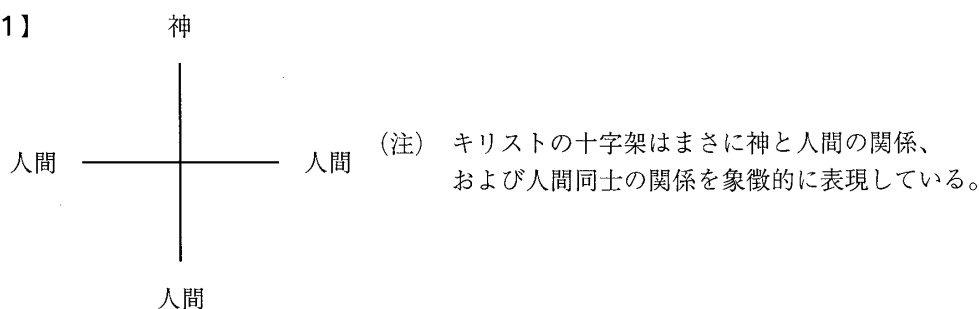 1】
神
人間
人間
(注) キリストの十字架はまさに神と人間の関係、
および人間同士の関係を象徴的に表現している。
人間